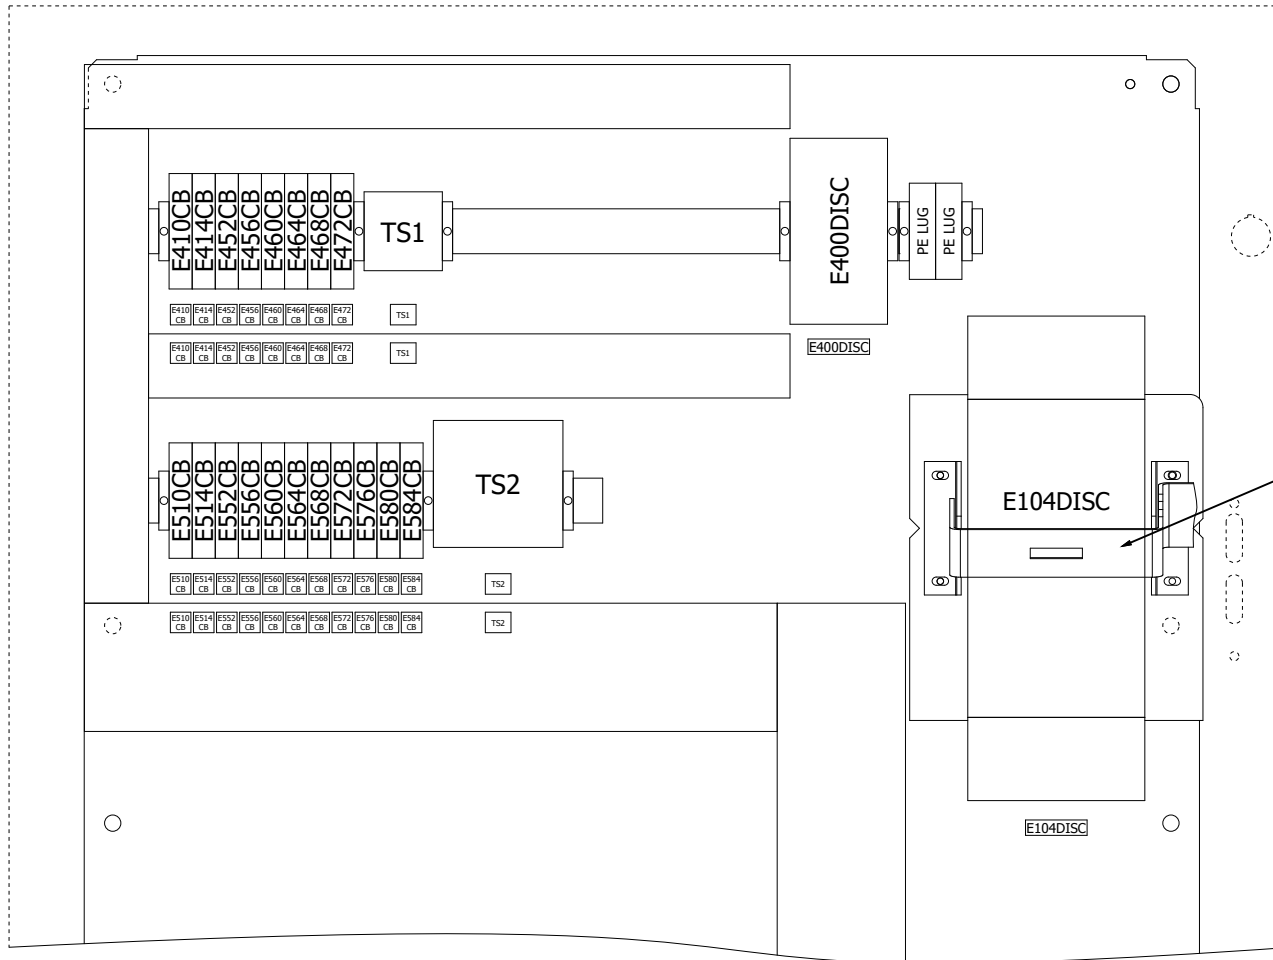 E410CB E414CB E452CB E456CB E460CB E464CB E468CB E472CB TS1 E400DISC PE LUG PE LUG
E410 CB E414 CB E452 CB E456 CB E460 CB E464 CB E468 CB E472 CB TS1
E410 CB E414 CB E452 CB E456 CB E460 CB E464 CB E468 CB E472 CB TS1
E400DISC
E510CB E514CB E552CB E556CB E560CB E564CB E568CB E572CB E576CB E580CB E584CB TS2
E104DISC
E510 CB E514 CB E552 CB E556 CB E560 CB E564 CB E568 CB E572 CB E576 CB E580 CB E584 CB TS2
E510 CB E514 CB E552 CB E556 CB E560 CB E564 CB E568 CB E572 CB E576 CB E580 CB E584 CB TS2
E104DISC